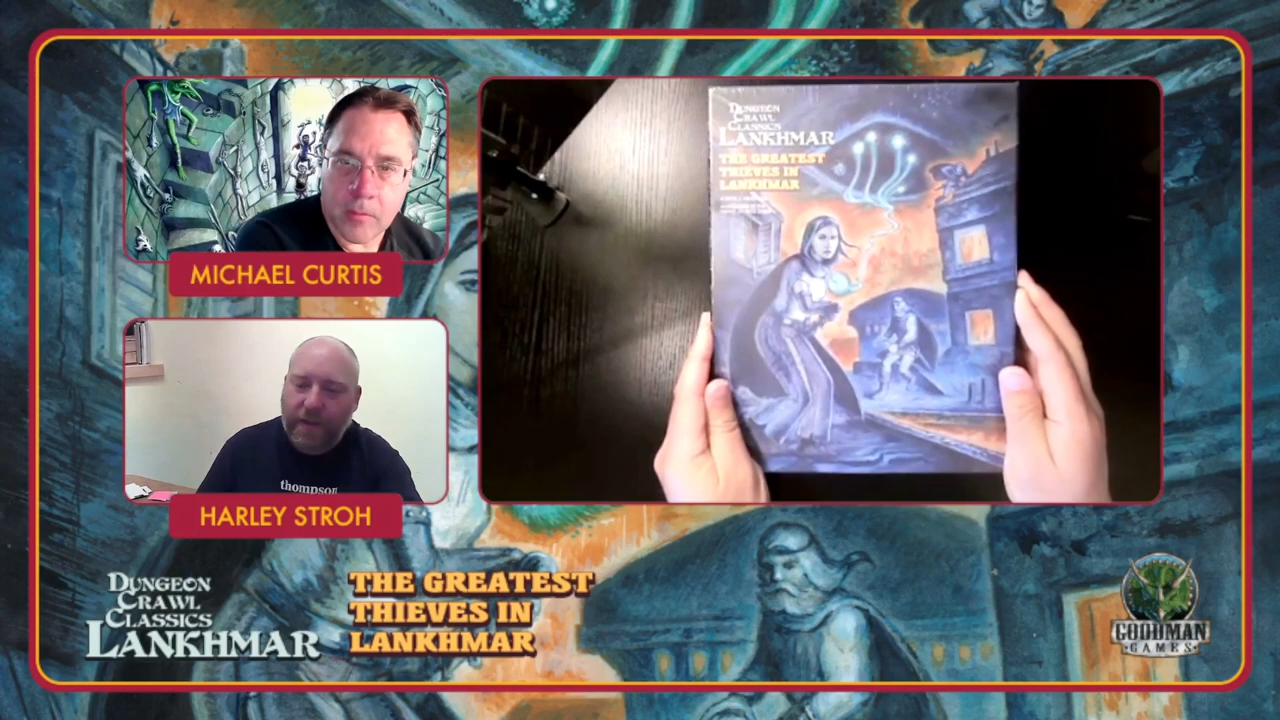 MICHAEL CURTIS
thompson
HARLEY STROH
DUNGEON
CRAWL
CLASSICS
LANKHMAR
THE GREATEST
THIEVES IN
LANKHMAR
DUNGEON
CRAWL
CLASSICS
LANKHMAR
THE GREATEST
THIEVES IN
LANKHMAR
GOODMAN
GAMES